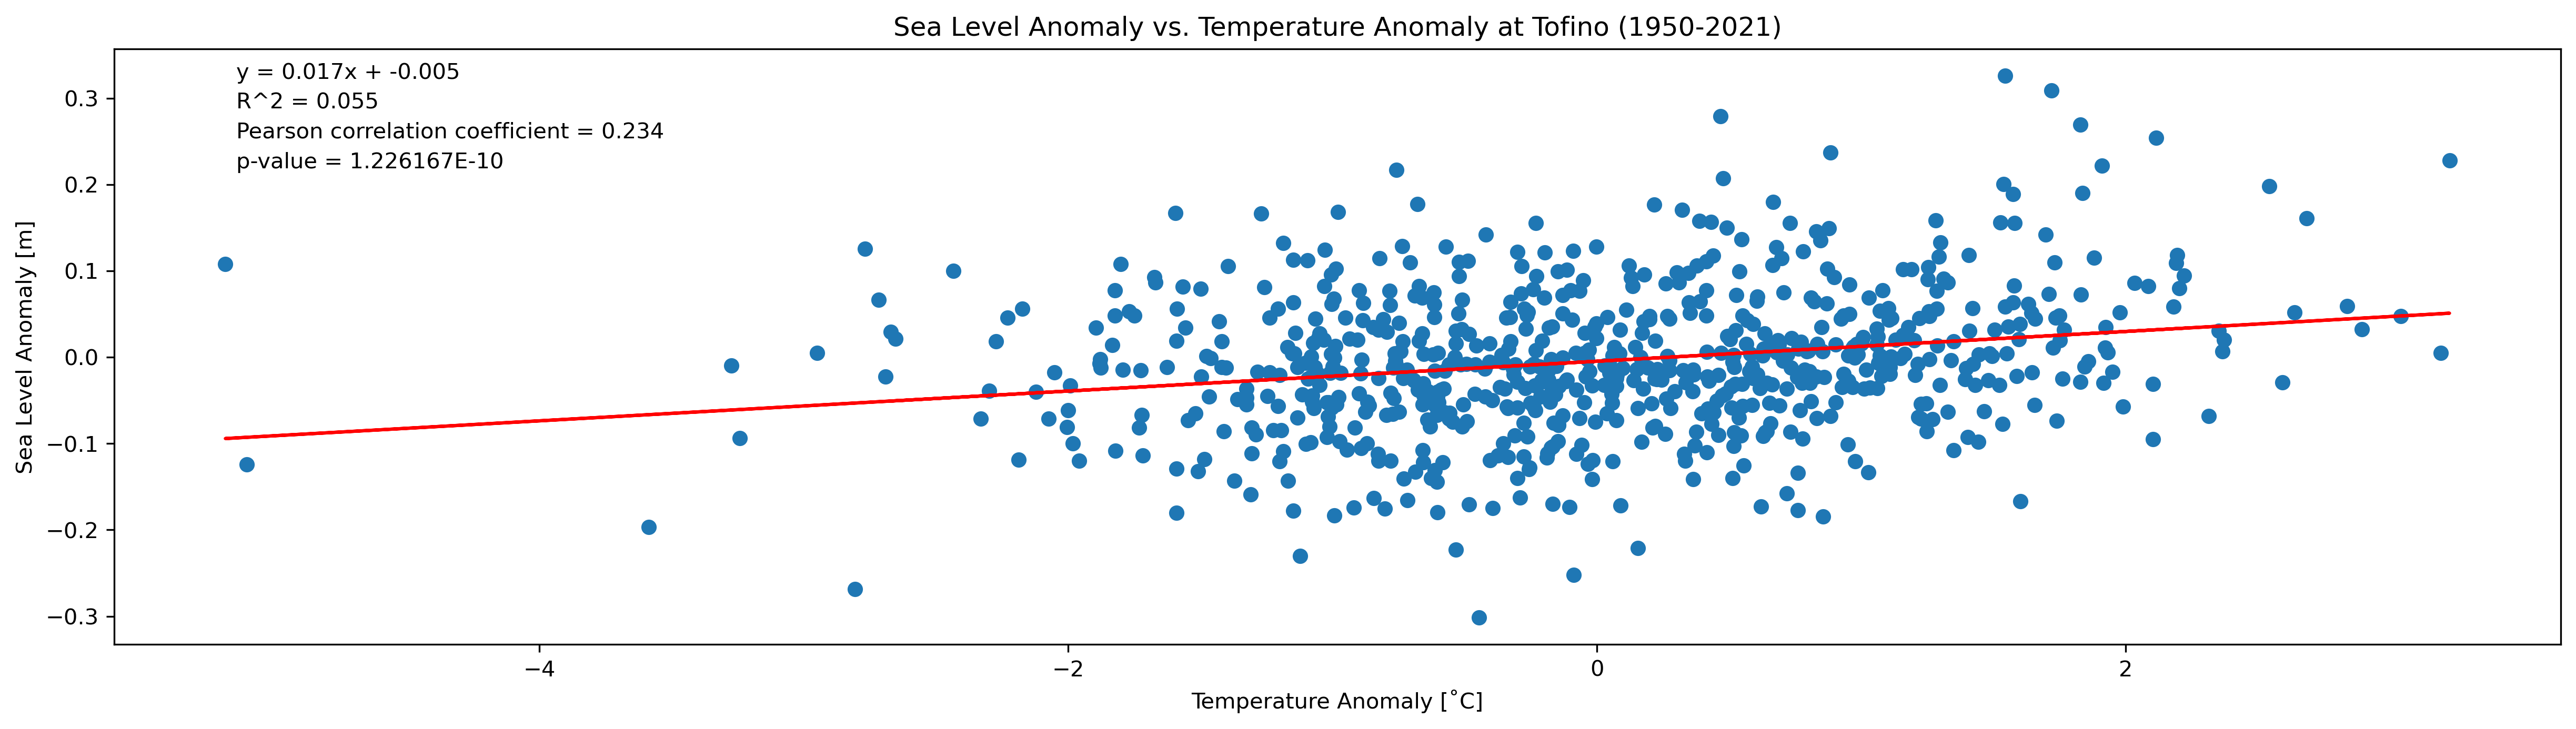 Sea Level Anomaly vs. Temperature Anomaly at Tofino (1950-2021)
y = 0.017x + -0.005
R^2 = 0.055
Pearson correlation coefficient = 0.234
p-value = 1.226167E-10
Sea Level Anomaly [m]
0.3
0.2
0.1
0.0
−0.1
−0.2
−0.3
−4
−2
0
2
Temperature Anomaly [˚C]